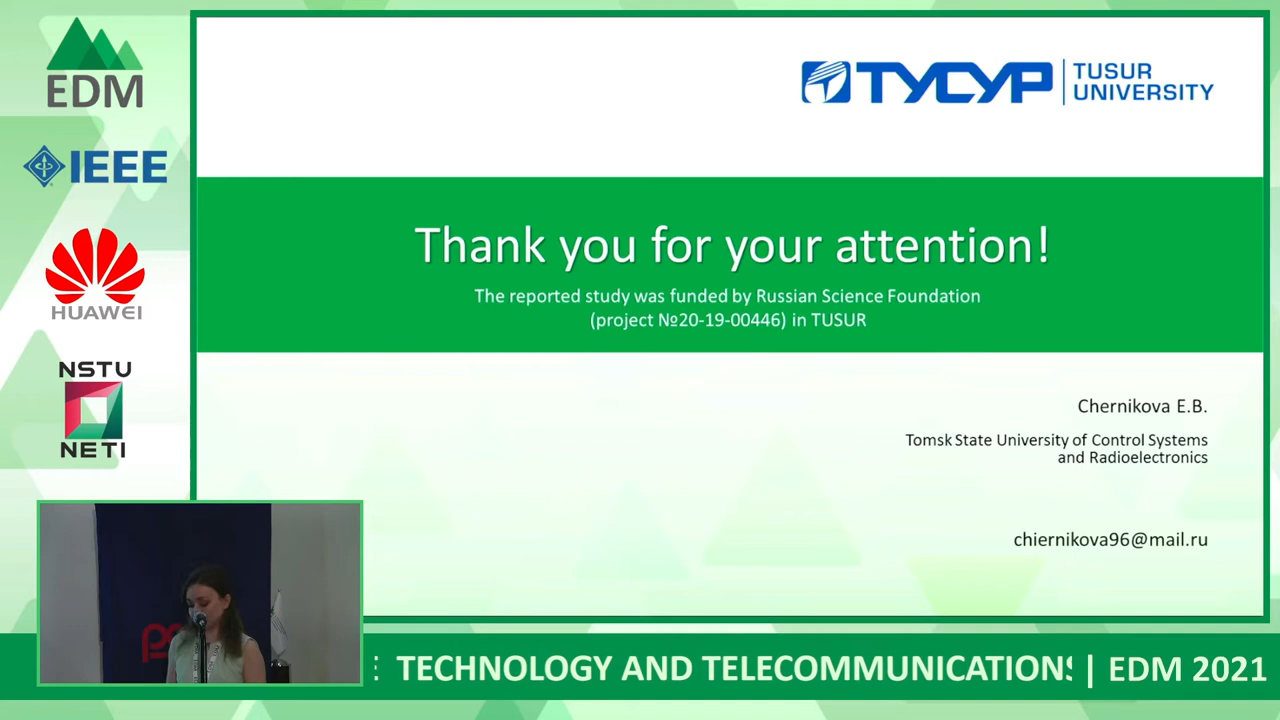 EDM
IEEE
HUAWEI
NSTU
NETI
ТУСУР
TUSUR
UNIVERSITY
Thank you for your attention!
The reported study was funded by Russian Science Foundation
(project №20-19-00446) in TUSUR
Chernikova E.B.
Tomsk State University of Control Systems
and Radioelectronics
chiernikova96@mail.ru
TECHNOLOGY AND TELECOMMUNICATIONS | EDM 2021